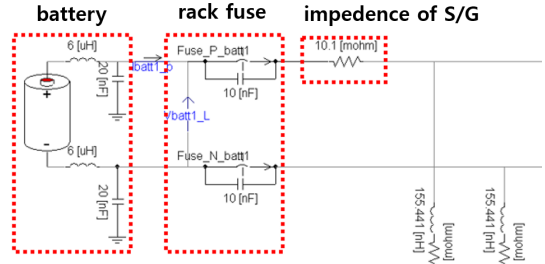 battery
rack fuse
impedence of S/G
6 [uH]
20 [nF]
Ibatt1_p
Fuse_P_batt1
10 [nF]
10.1 [mohm]
Vbatt1_L
6 [uH]
20 [nF]
Fuse_N_batt1
10 [nF]
155.441 [nH]
[mohm]
155.441 [nH]
[mohm]